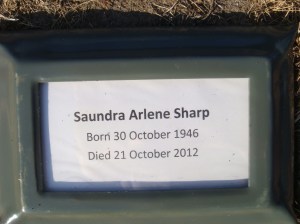 Saundra Arlene Sharp
Born 30 October 1946
Died 21 October 2012